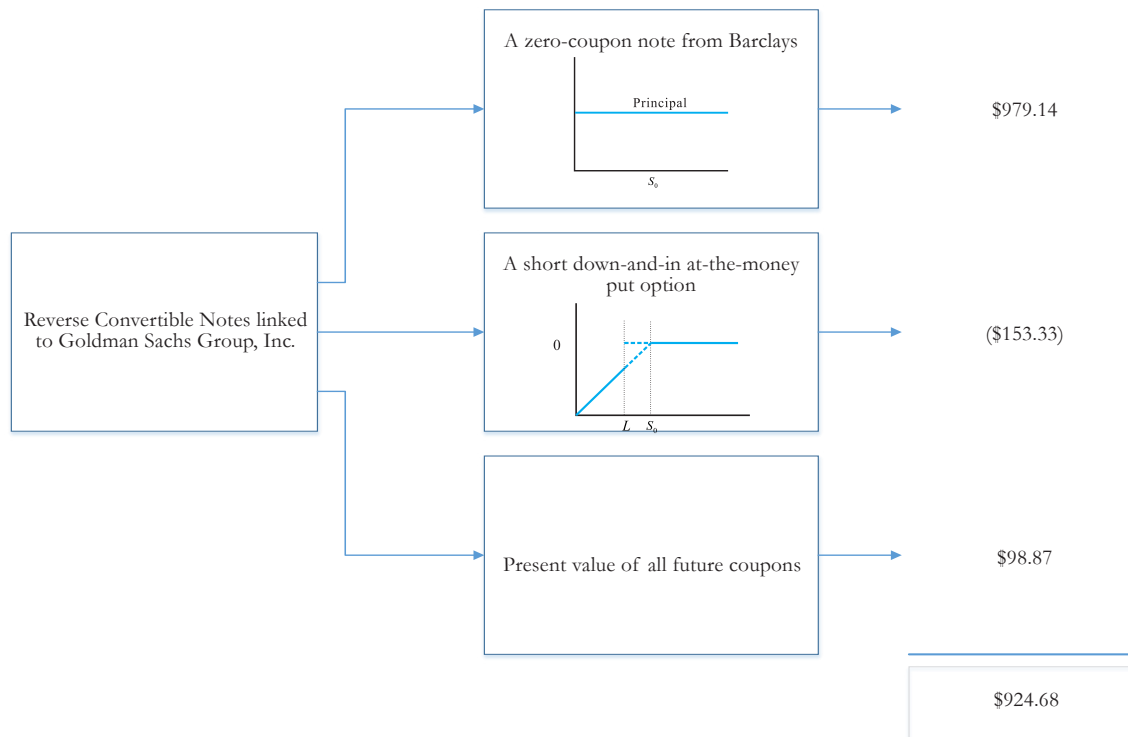 A zero-coupon note from Barclays
Principal
S₀
$979.14
Reverse Convertible Notes linked
to Goldman Sachs Group, Inc.
A short down-and-in at-the-money
put option
0
L S₀
($153.33)
Present value of all future coupons
$98.87
$924.68